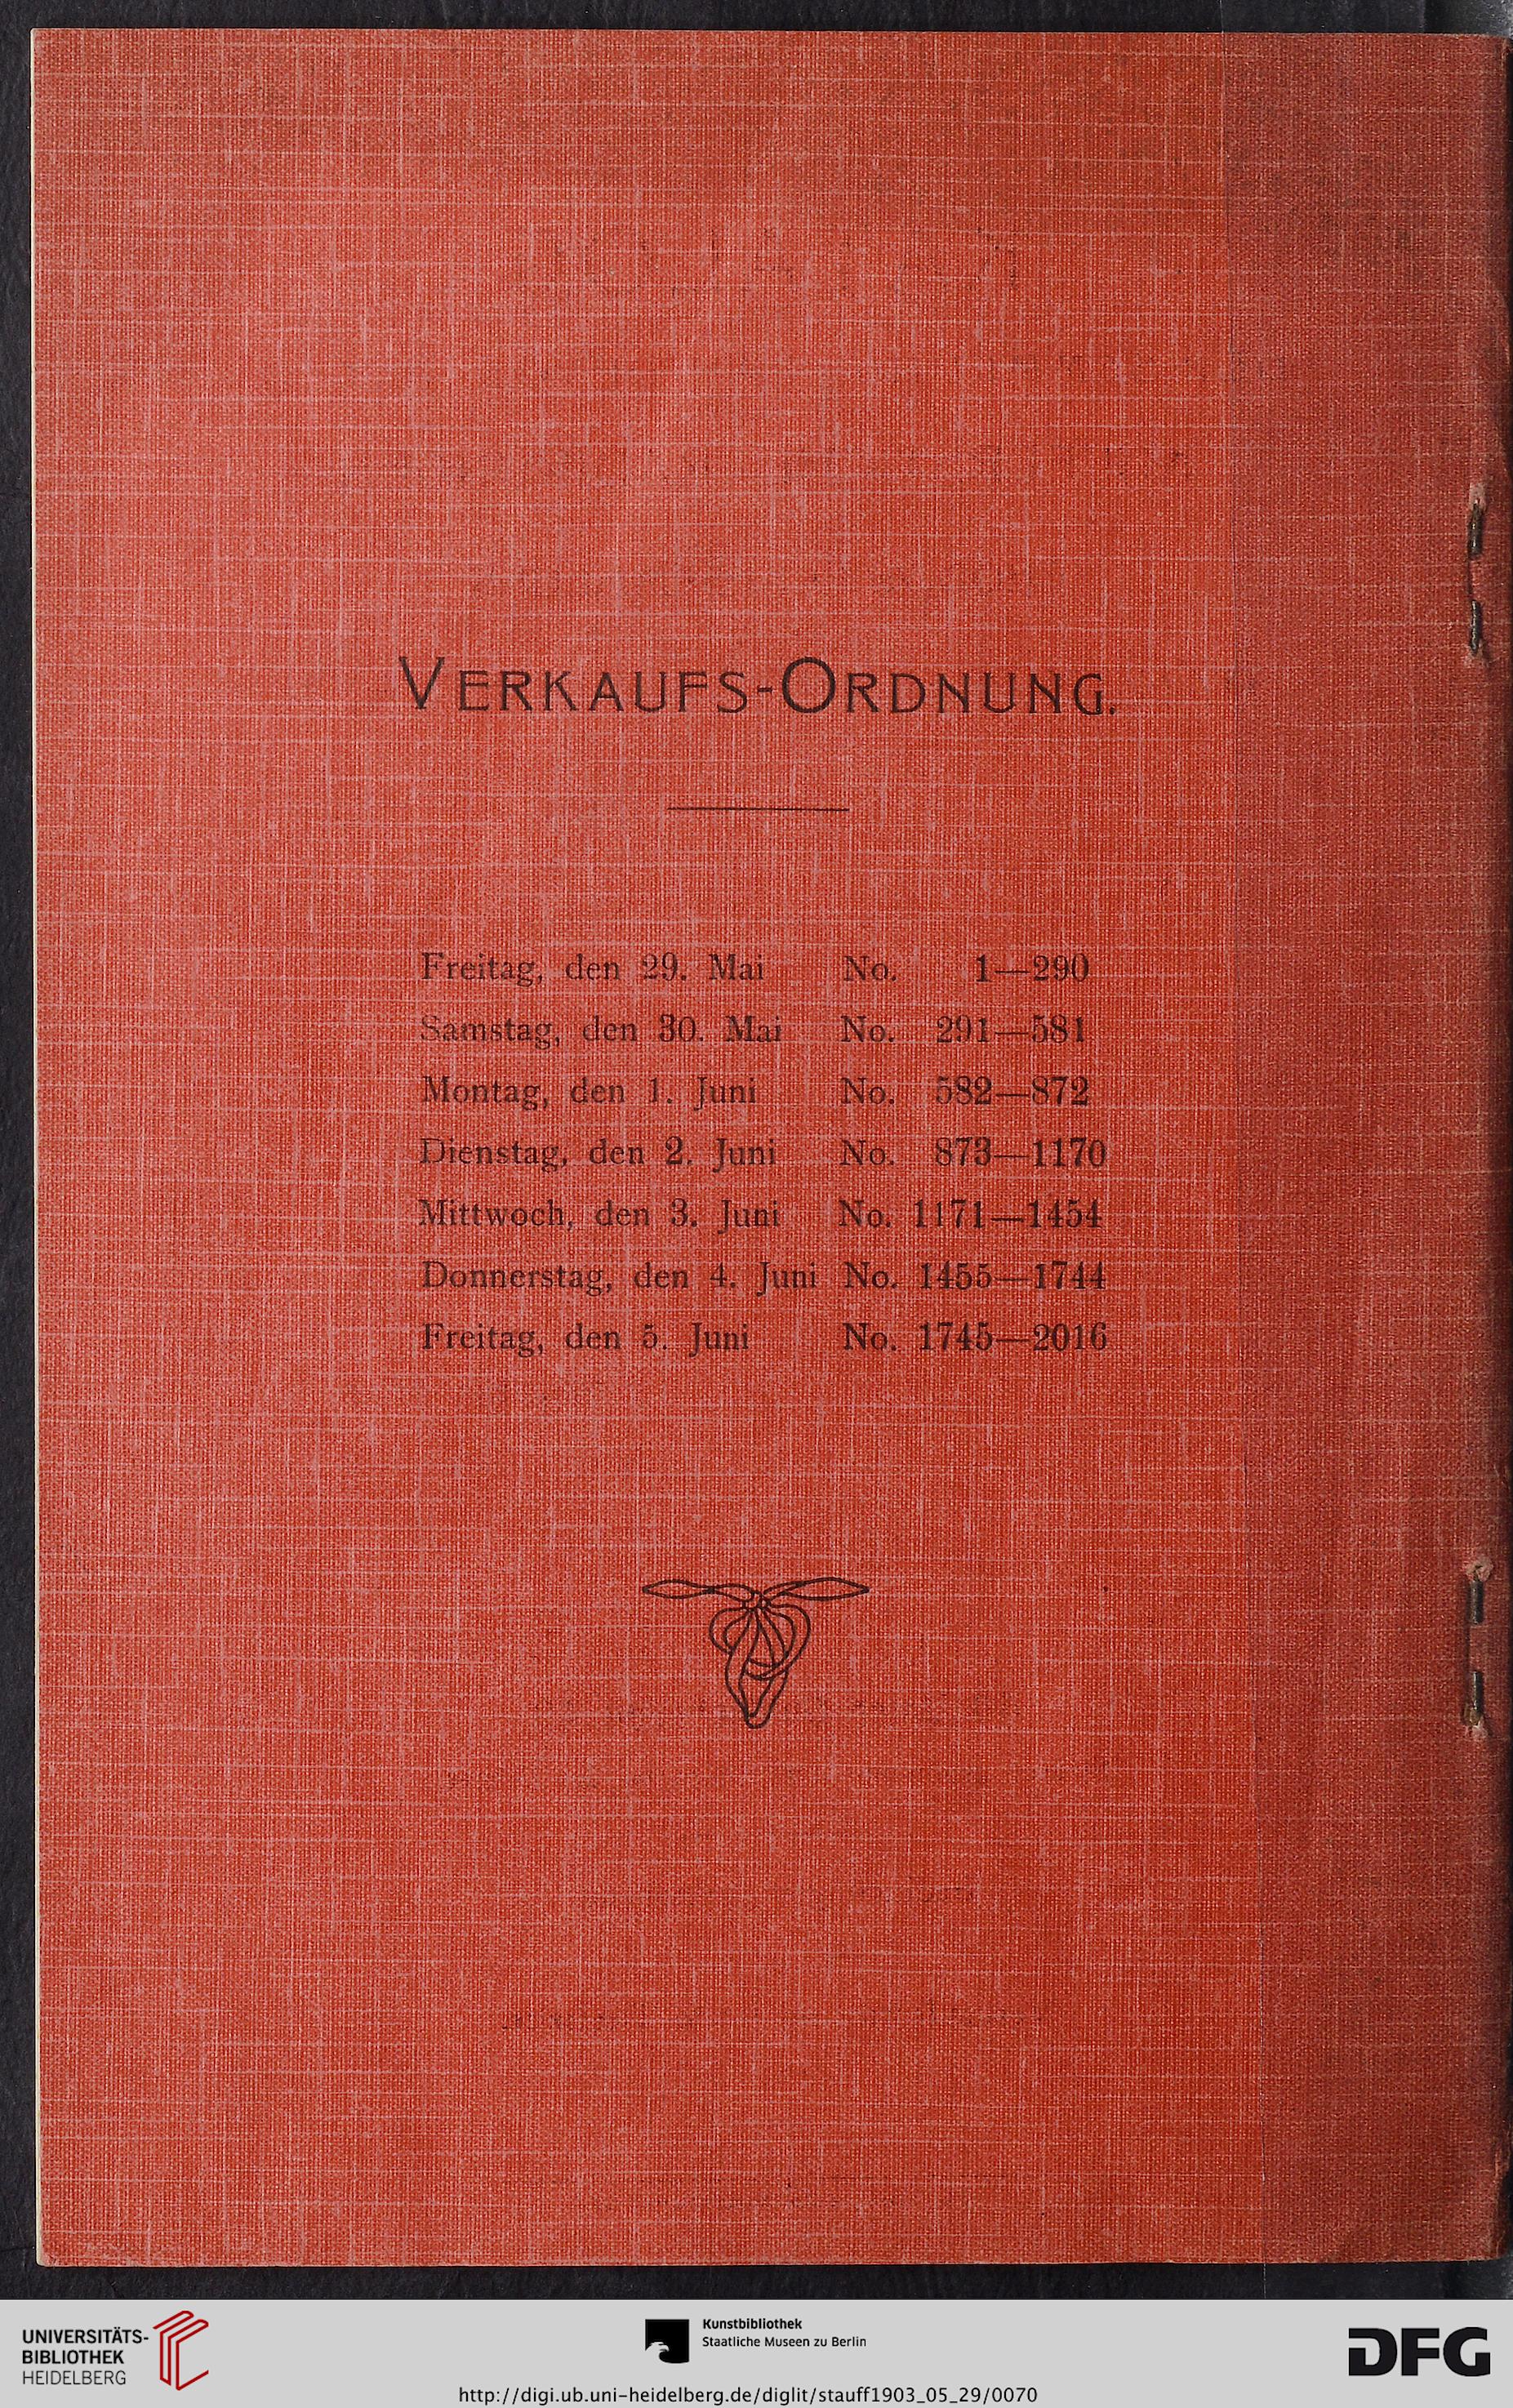 VERKAUFS-ORDNUNG.
Freitag, den 29. Mai No. 1—290
Samstag, den 30. Mai No. 291—581
Montag, den 1. Juni No. 582—872
Dienstag, den 2. Juni No. 873—1170
Mittwoch, den 3. Juni No. 1171—1454
Donnerstag, den 4. Juni No. 1455—1744
Freitag, den 5. Juni No. 1745—2016
UNIVERSITÄTS-
BIBLIOTHEK
HEIDELBERG
Kunstbibliothek
Staatliche Museen zu Berlin
DFG
http://digi.ub.uni-heidelberg.de/diglit/stauff1903_05_29/0070